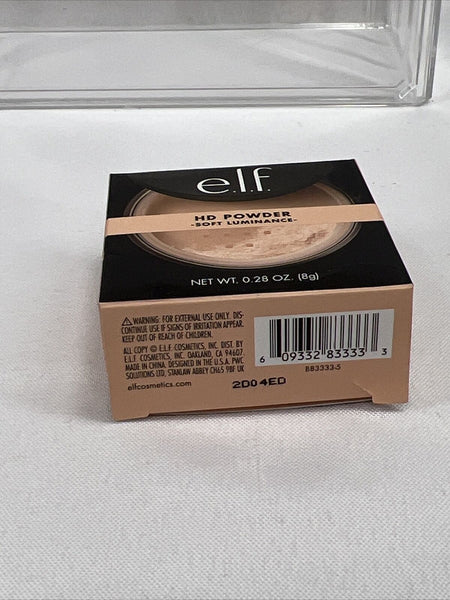 e.l.f.
HD POWDER
-SOFT LUMINANCE-
NET WT. 0.28 OZ. (8g)
⚠ WARNING: FOR EXTERNAL USE ONLY. DIS-
CONTINUE IF SIGNS OF IRRITATION APPEAR.
KEEP OUT OF REACH OF CHILDREN.
ALL COPY © E.L.F. COSMETICS, INC. DIST. BY
E.L.F. COSMETICS, INC. OAKLAND, CA 94607.
MADE IN CHINA. DESIGNED IN THE U.S.A. PWC
SOLUTIONS LTD, STANLAW ABBEY CH65 9BF UK
elfcosmetics.com
2D04ED
6 09332 83333 3
B83333-5